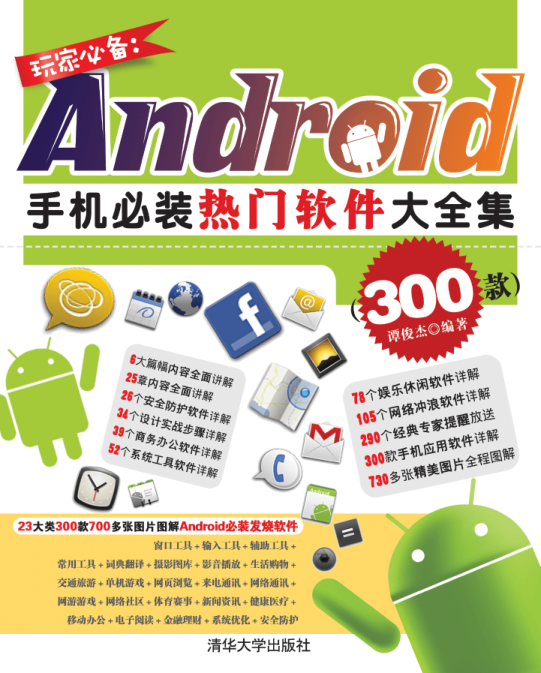 玩家必备:
Android
手机必装热门软件大全集
(300款)
谭俊杰◎编著
6大篇幅内容全面讲解
25章内容全面讲解
26个安全防护软件详解
34个设计实战步骤详解
39个商务办公软件详解
52个系统工具软件详解
78个娱乐休闲软件详解
105个网络冲浪软件详解
290个经典专家提醒放送
300款手机应用软件详解
730多张精美图片全程图解
Android
23大类300款700多张图片图解Android必装发烧软件
窗口工具 + 输入工具 + 辅助工具 +
常用工具 + 词典翻译 + 摄影图库 + 影音播放 + 生活购物 +
交通旅游 + 单机游戏 + 网页浏览 + 来电通讯 + 网络通讯 +
网游游戏 + 网络社区 + 体育赛事 + 新闻资讯 + 健康医疗 +
移动办公 + 电子阅读 + 金融理财 + 系统优化 + 安全防护
清华大学出版社